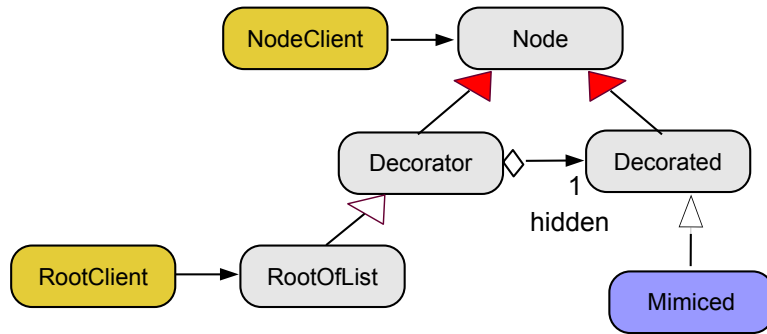 NodeClient
Node
Decorator
Decorated
1
hidden
RootClient
RootOfList
Mimiced